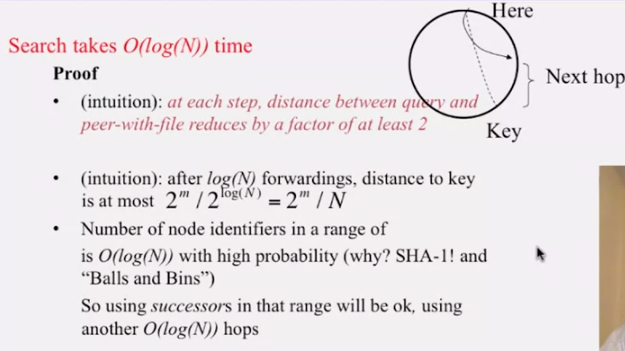 Here
Search takes O(log(N)) time
Proof
Next hop
• (intuition): at each step, distance between query and
peer-with-file reduces by a factor of at least 2
Key
• (intuition): after log(N) forwardings, distance to key
is at most 2^m / 2^log(N) = 2^m / N
• Number of node identifiers in a range of
is O(log(N)) with high probability (why? SHA-1! and
“Balls and Bins”)
So using successors in that range will be ok, using
another O(log(N)) hops